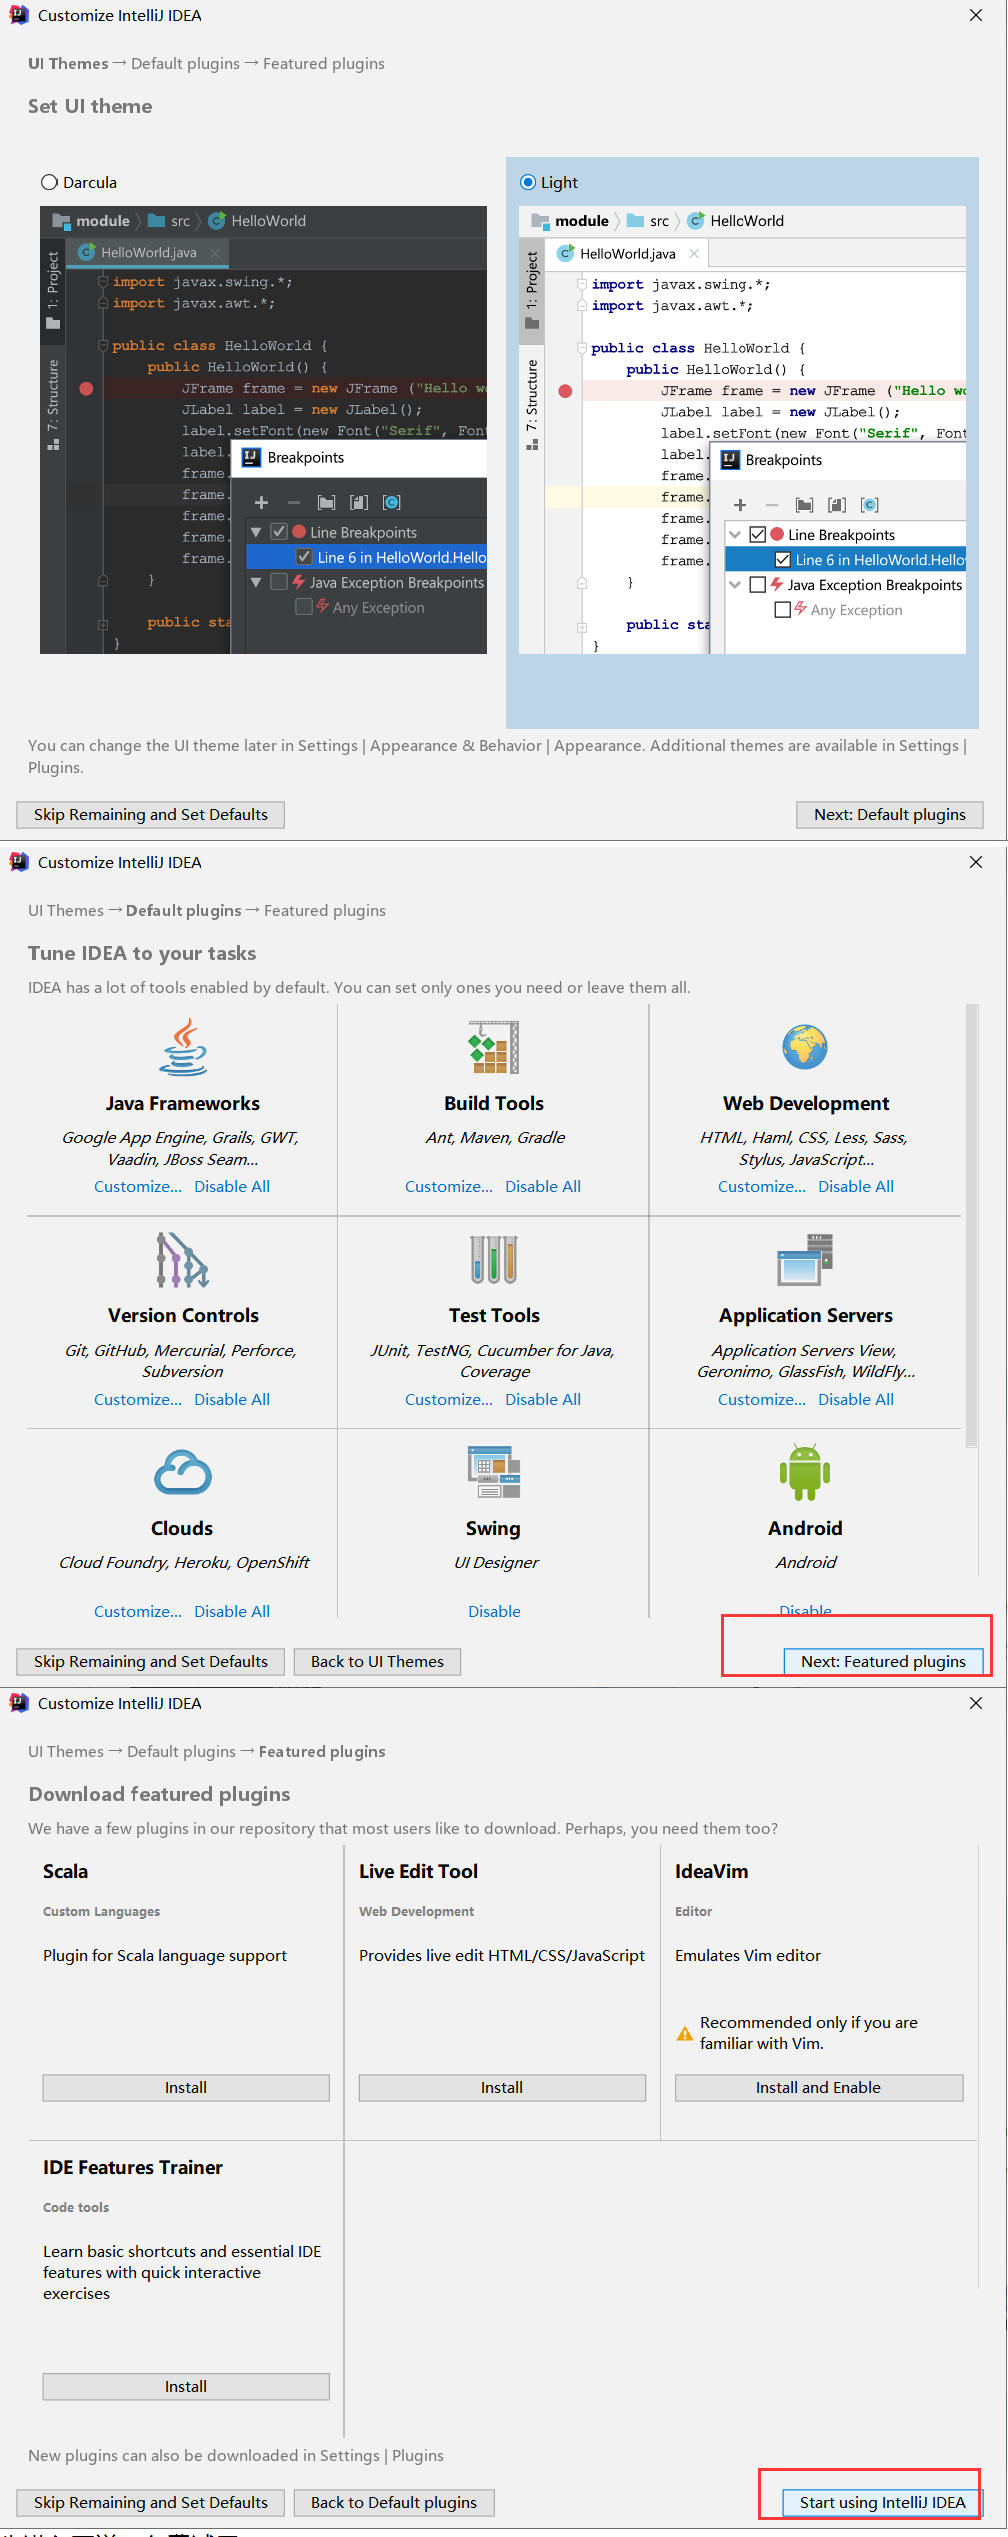 Customize IntelliJ IDEA
UI Themes → Default plugins → Featured plugins
Set UI theme
Darcula
module
src
HelloWorld
HelloWorld.java
1: Project
7: Structure
import javax.swing.*;
import javax.awt.*;
public class HelloWorld {
public HelloWorld() {
JFrame frame = new JFrame ("Hello wo
JLabel label = new JLabel();
label.setFont(new Font("Serif", Font
label.
frame.
frame.
frame.
frame.
frame.
}
public sta
}
Breakpoints
Line Breakpoints
Line 6 in HelloWorld.Hello
Java Exception Breakpoints
Any Exception
Light
module
src
HelloWorld
HelloWorld.java
1: Project
7: Structure
import javax.swing.*;
import javax.awt.*;
public class HelloWorld {
public HelloWorld() {
JFrame frame = new JFrame ("Hello wo
JLabel label = new JLabel();
label.setFont(new Font("Serif", Font
label.
frame.
frame.
frame.
frame.
frame.
}
public sta
}
Breakpoints
Line Breakpoints
Line 6 in HelloWorld.Hello
Java Exception Breakpoints
Any Exception
You can change the UI theme later in Settings | Appearance & Behavior | Appearance. Additional themes are available in Settings |
Plugins.
Skip Remaining and Set Defaults
Next: Default plugins
Customize IntelliJ IDEA
UI Themes → Default plugins → Featured plugins
Tune IDEA to your tasks
IDEA has a lot of tools enabled by default. You can set only ones you need or leave them all.
Java Frameworks
Google App Engine, Grails, GWT,
Vaadin, JBoss Seam...
Customize... Disable All
Build Tools
Ant, Maven, Gradle
Customize... Disable All
Web Development
HTML, Haml, CSS, Less, Sass,
Stylus, JavaScript...
Customize... Disable All
Version Controls
Git, GitHub, Mercurial, Perforce,
Subversion
Customize... Disable All
Test Tools
JUnit, TestNG, Cucumber for Java,
Coverage
Customize... Disable All
Application Servers
Application Servers View,
Geronimo, GlassFish, WildFly...
Customize... Disable All
Clouds
Cloud Foundry, Heroku, OpenShift
Customize... Disable All
Swing
UI Designer
Disable
Android
Android
Disable
Skip Remaining and Set Defaults
Back to UI Themes
Next: Featured plugins
Customize IntelliJ IDEA
UI Themes → Default plugins → Featured plugins
Download featured plugins
We have a few plugins in our repository that most users like to download. Perhaps, you need them too?
Scala
Custom Languages
Plugin for Scala language support
Install
Live Edit Tool
Web Development
Provides live edit HTML/CSS/JavaScript
Install
IdeaVim
Editor
Emulates Vim editor
Recommended only if you are
familiar with Vim.
Install and Enable
IDE Features Trainer
Code tools
Learn basic shortcuts and essential IDE
features with quick interactive
exercises
Install
New plugins can also be downloaded in Settings | Plugins
Skip Remaining and Set Defaults
Back to Default plugins
Start using IntelliJ IDEA